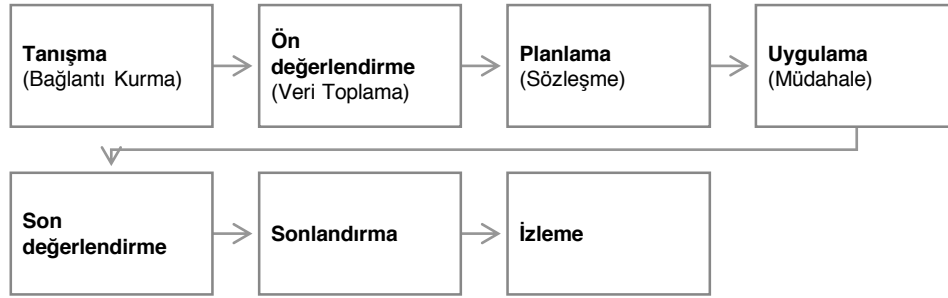 Tanışma
(Bağlantı Kurma)
Ön
değerlendirme
(Veri Toplama)
Planlama
(Sözleşme)
Uygulama
(Müdahale)
Son
değerlendirme
Sonlandırma
İzleme